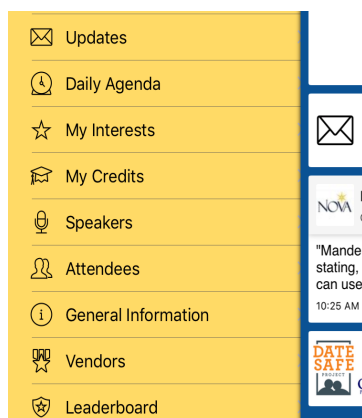 Updates
Daily Agenda
My Interests
My Credits
Speakers
Attendees
General Information
Vendors
Leaderboard
NOVA
"Mande
stating,
can use
10:25 AM
DATE
SAFE
PROJECT